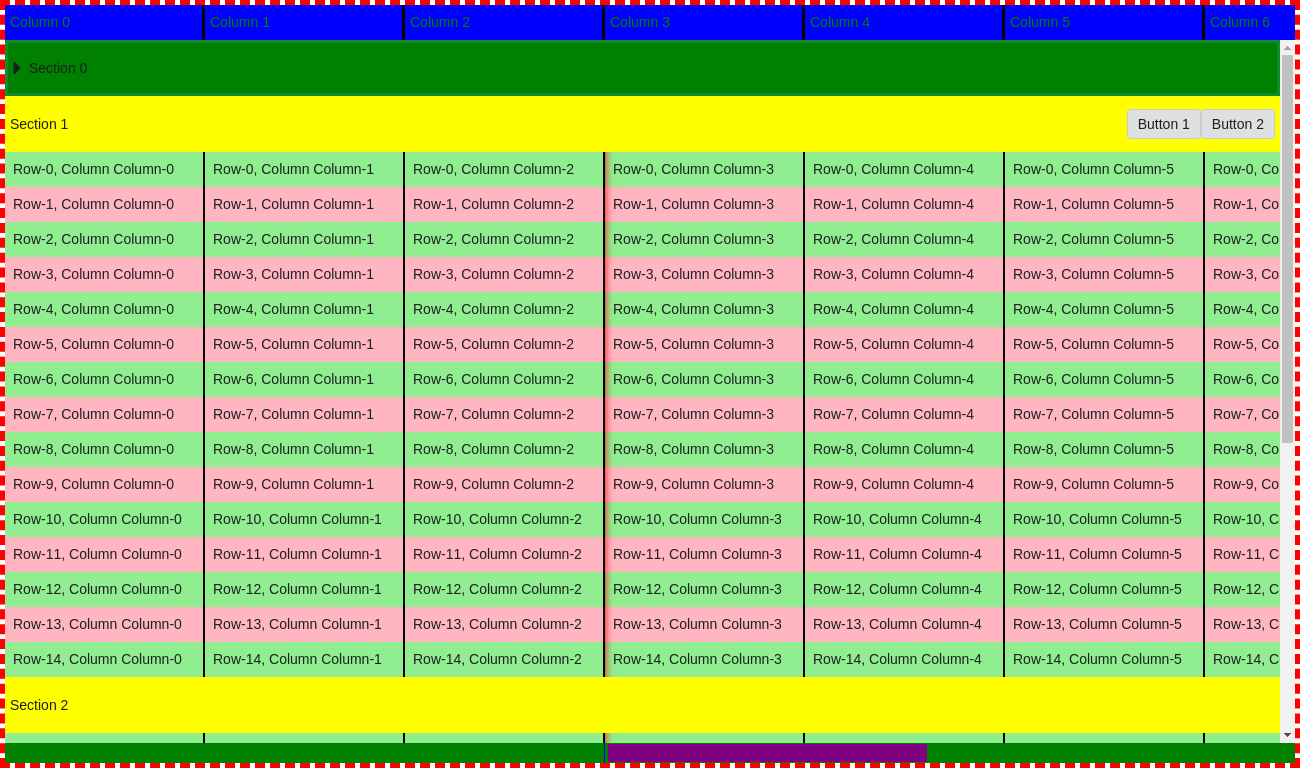 Column 0 Column 1 Column 2 Column 3 Column 4 Column 5 Column 6
Section 0
Section 1 Button 1 Button 2
Row-0, Column Column-0 Row-0, Column Column-1 Row-0, Column Column-2 Row-0, Column Column-3 Row-0, Column Column-4 Row-0, Column Column-5 Row-0, Co
Row-1, Column Column-0 Row-1, Column Column-1 Row-1, Column Column-2 Row-1, Column Column-3 Row-1, Column Column-4 Row-1, Column Column-5 Row-1, Co
Row-2, Column Column-0 Row-2, Column Column-1 Row-2, Column Column-2 Row-2, Column Column-3 Row-2, Column Column-4 Row-2, Column Column-5 Row-2, Co
Row-3, Column Column-0 Row-3, Column Column-1 Row-3, Column Column-2 Row-3, Column Column-3 Row-3, Column Column-4 Row-3, Column Column-5 Row-3, Co
Row-4, Column Column-0 Row-4, Column Column-1 Row-4, Column Column-2 Row-4, Column Column-3 Row-4, Column Column-4 Row-4, Column Column-5 Row-4, Co
Row-5, Column Column-0 Row-5, Column Column-1 Row-5, Column Column-2 Row-5, Column Column-3 Row-5, Column Column-4 Row-5, Column Column-5 Row-5, Co
Row-6, Column Column-0 Row-6, Column Column-1 Row-6, Column Column-2 Row-6, Column Column-3 Row-6, Column Column-4 Row-6, Column Column-5 Row-6, Co
Row-7, Column Column-0 Row-7, Column Column-1 Row-7, Column Column-2 Row-7, Column Column-3 Row-7, Column Column-4 Row-7, Column Column-5 Row-7, Co
Row-8, Column Column-0 Row-8, Column Column-1 Row-8, Column Column-2 Row-8, Column Column-3 Row-8, Column Column-4 Row-8, Column Column-5 Row-8, Co
Row-9, Column Column-0 Row-9, Column Column-1 Row-9, Column Column-2 Row-9, Column Column-3 Row-9, Column Column-4 Row-9, Column Column-5 Row-9, Co
Row-10, Column Column-0 Row-10, Column Column-1 Row-10, Column Column-2 Row-10, Column Column-3 Row-10, Column Column-4 Row-10, Column Column-5 Row-10, C
Row-11, Column Column-0 Row-11, Column Column-1 Row-11, Column Column-2 Row-11, Column Column-3 Row-11, Column Column-4 Row-11, Column Column-5 Row-11, C
Row-12, Column Column-0 Row-12, Column Column-1 Row-12, Column Column-2 Row-12, Column Column-3 Row-12, Column Column-4 Row-12, Column Column-5 Row-12, C
Row-13, Column Column-0 Row-13, Column Column-1 Row-13, Column Column-2 Row-13, Column Column-3 Row-13, Column Column-4 Row-13, Column Column-5 Row-13, C
Row-14, Column Column-0 Row-14, Column Column-1 Row-14, Column Column-2 Row-14, Column Column-3 Row-14, Column Column-4 Row-14, Column Column-5 Row-14, C
Section 2